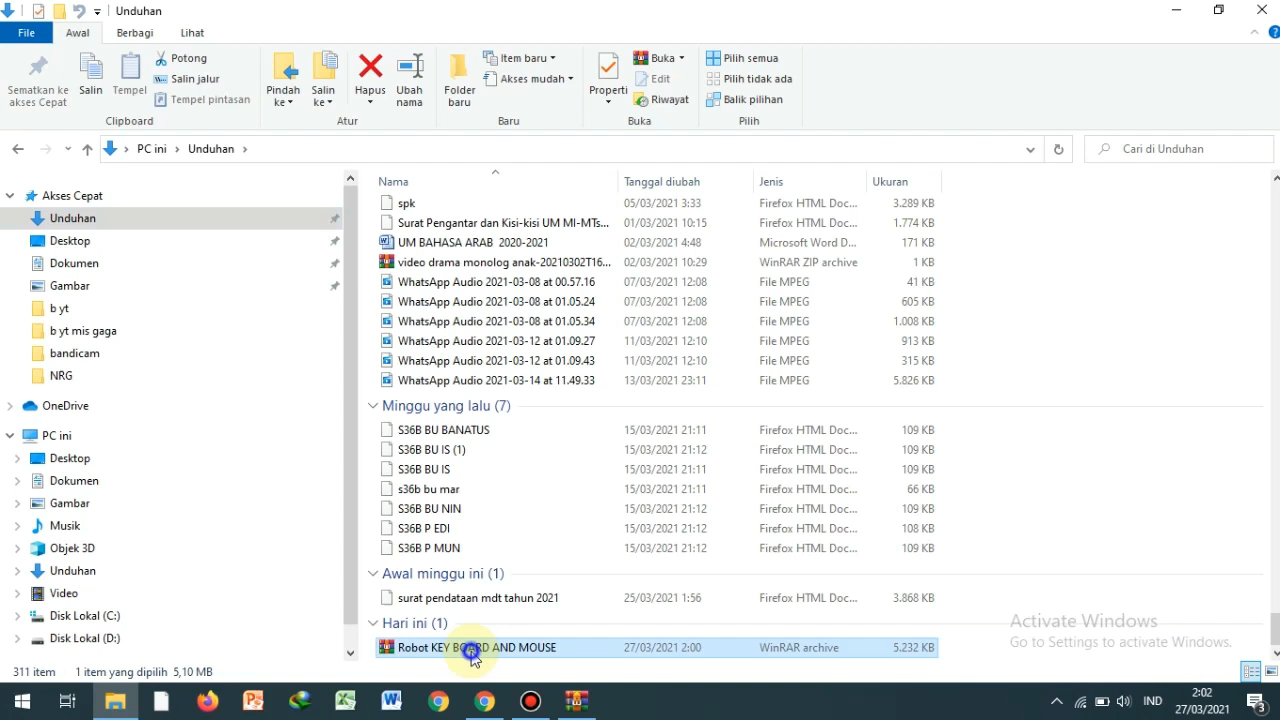 Unduhan
File Awal Berbagi Lihat
Sematkan ke akses Cepat
Salin
Tempel
Potong
Salin jalur
Tempel pintasan
Clipboard
Pindah ke
Salin ke
Hapus
Ubah nama
Atur
Folder baru
Item baru
Akses mudah
Baru
Properti
Buka
Edit
Riwayat
Buka
Pilih semua
Pilih tidak ada
Balik pilihan
Pilih
PC ini Unduhan
Cari di Unduhan
Akses Cepat
Unduhan
Desktop
Dokumen
Gambar
b yt
b yt mis gaga
bandicam
NRG
OneDrive
PC ini
Desktop
Dokumen
Gambar
Musik
Objek 3D
Unduhan
Video
Disk Lokal (C:)
Disk Lokal (D:)
Nama Tanggal diubah Jenis Ukuran
spk 05/03/2021 3:33 Firefox HTML Doc... 3.289 KB
Surat Pengantar dan Kisi-kisi UM MI-MTs... 01/03/2021 10:15 Firefox HTML Doc... 1.774 KB
UM BAHASA ARAB 2020-2021 02/03/2021 4:48 Microsoft Word D... 171 KB
video drama monolog anak-20210302T16... 02/03/2021 10:29 WinRAR ZIP archive 1 KB
WhatsApp Audio 2021-03-08 at 00.57.16 07/03/2021 12:08 File MPEG 41 KB
WhatsApp Audio 2021-03-08 at 01.05.24 07/03/2021 12:08 File MPEG 605 KB
WhatsApp Audio 2021-03-08 at 01.05.34 07/03/2021 12:08 File MPEG 1.008 KB
WhatsApp Audio 2021-03-12 at 01.09.27 11/03/2021 12:10 File MPEG 913 KB
WhatsApp Audio 2021-03-12 at 01.09.43 11/03/2021 12:10 File MPEG 315 KB
WhatsApp Audio 2021-03-14 at 11.49.33 13/03/2021 23:11 File MPEG 5.826 KB
Minggu yang lalu (7)
S36B BU BANATUS 15/03/2021 21:11 Firefox HTML Doc... 109 KB
S36B BU IS (1) 15/03/2021 21:12 Firefox HTML Doc... 109 KB
S36B BU IS 15/03/2021 21:11 Firefox HTML Doc... 109 KB
s36b bu mar 15/03/2021 21:11 Firefox HTML Doc... 66 KB
S36B BU NIN 15/03/2021 21:12 Firefox HTML Doc... 109 KB
S36B P EDI 15/03/2021 21:12 Firefox HTML Doc... 108 KB
S36B P MUN 15/03/2021 21:12 Firefox HTML Doc... 109 KB
Awal minggu ini (1)
surat pendataan mdt tahun 2021 25/03/2021 1:56 Firefox HTML Doc... 3.868 KB
Hari ini (1)
Robot KEY BOARD AND MOUSE 27/03/2021 2:00 WinRAR archive 5.232 KB
Activate Windows
Go to Settings to activate Windows.
311 item 1 item yang dipilih 5,10 MB
IND
2:02
27/03/2021
3